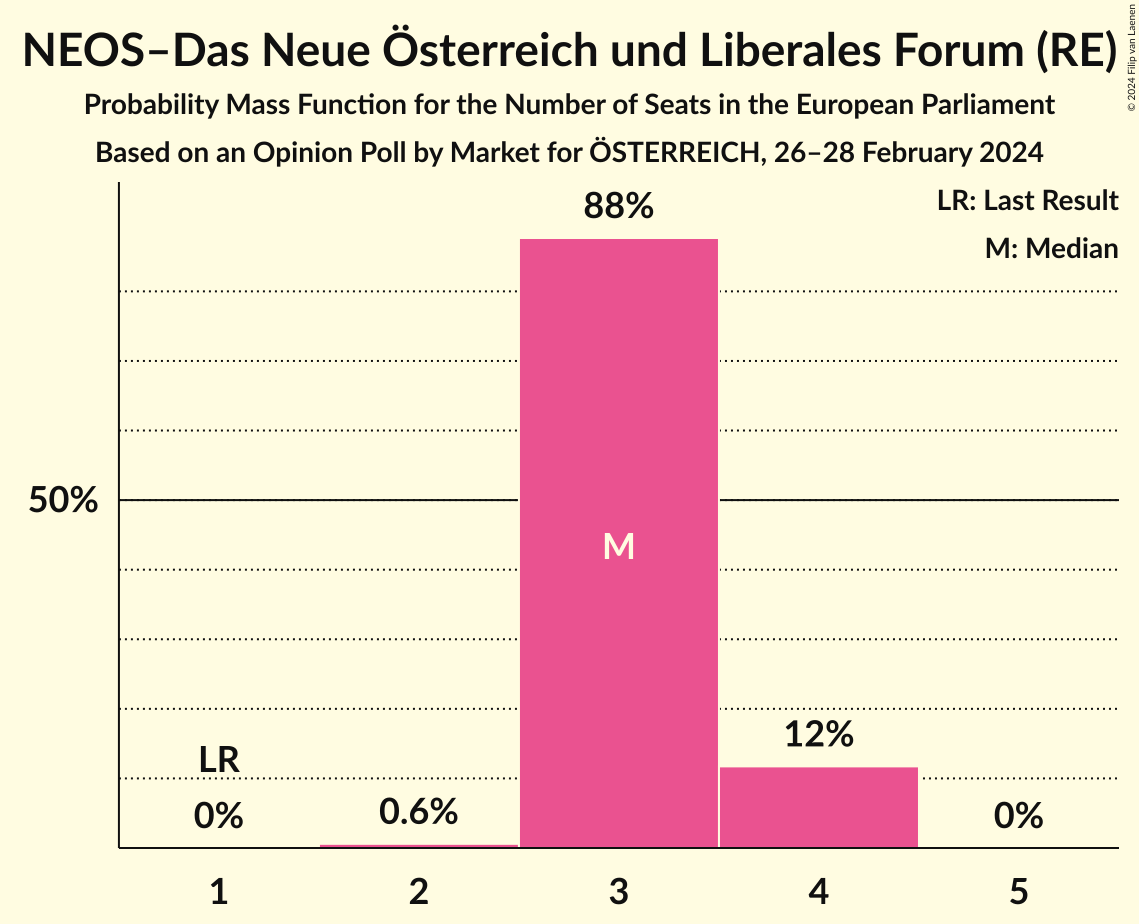 NEOS–Das Neue Österreich und Liberales Forum (RE)
Probability Mass Function for the Number of Seats in the European Parliament
Based on an Opinion Poll by Market for ÖSTERREICH, 26–28 February 2024
© 2024 Filip van Laenen
LR: Last Result
M: Median
88%
50%
M
12%
LR
0%
0.6%
0%
1 2 3 4 5